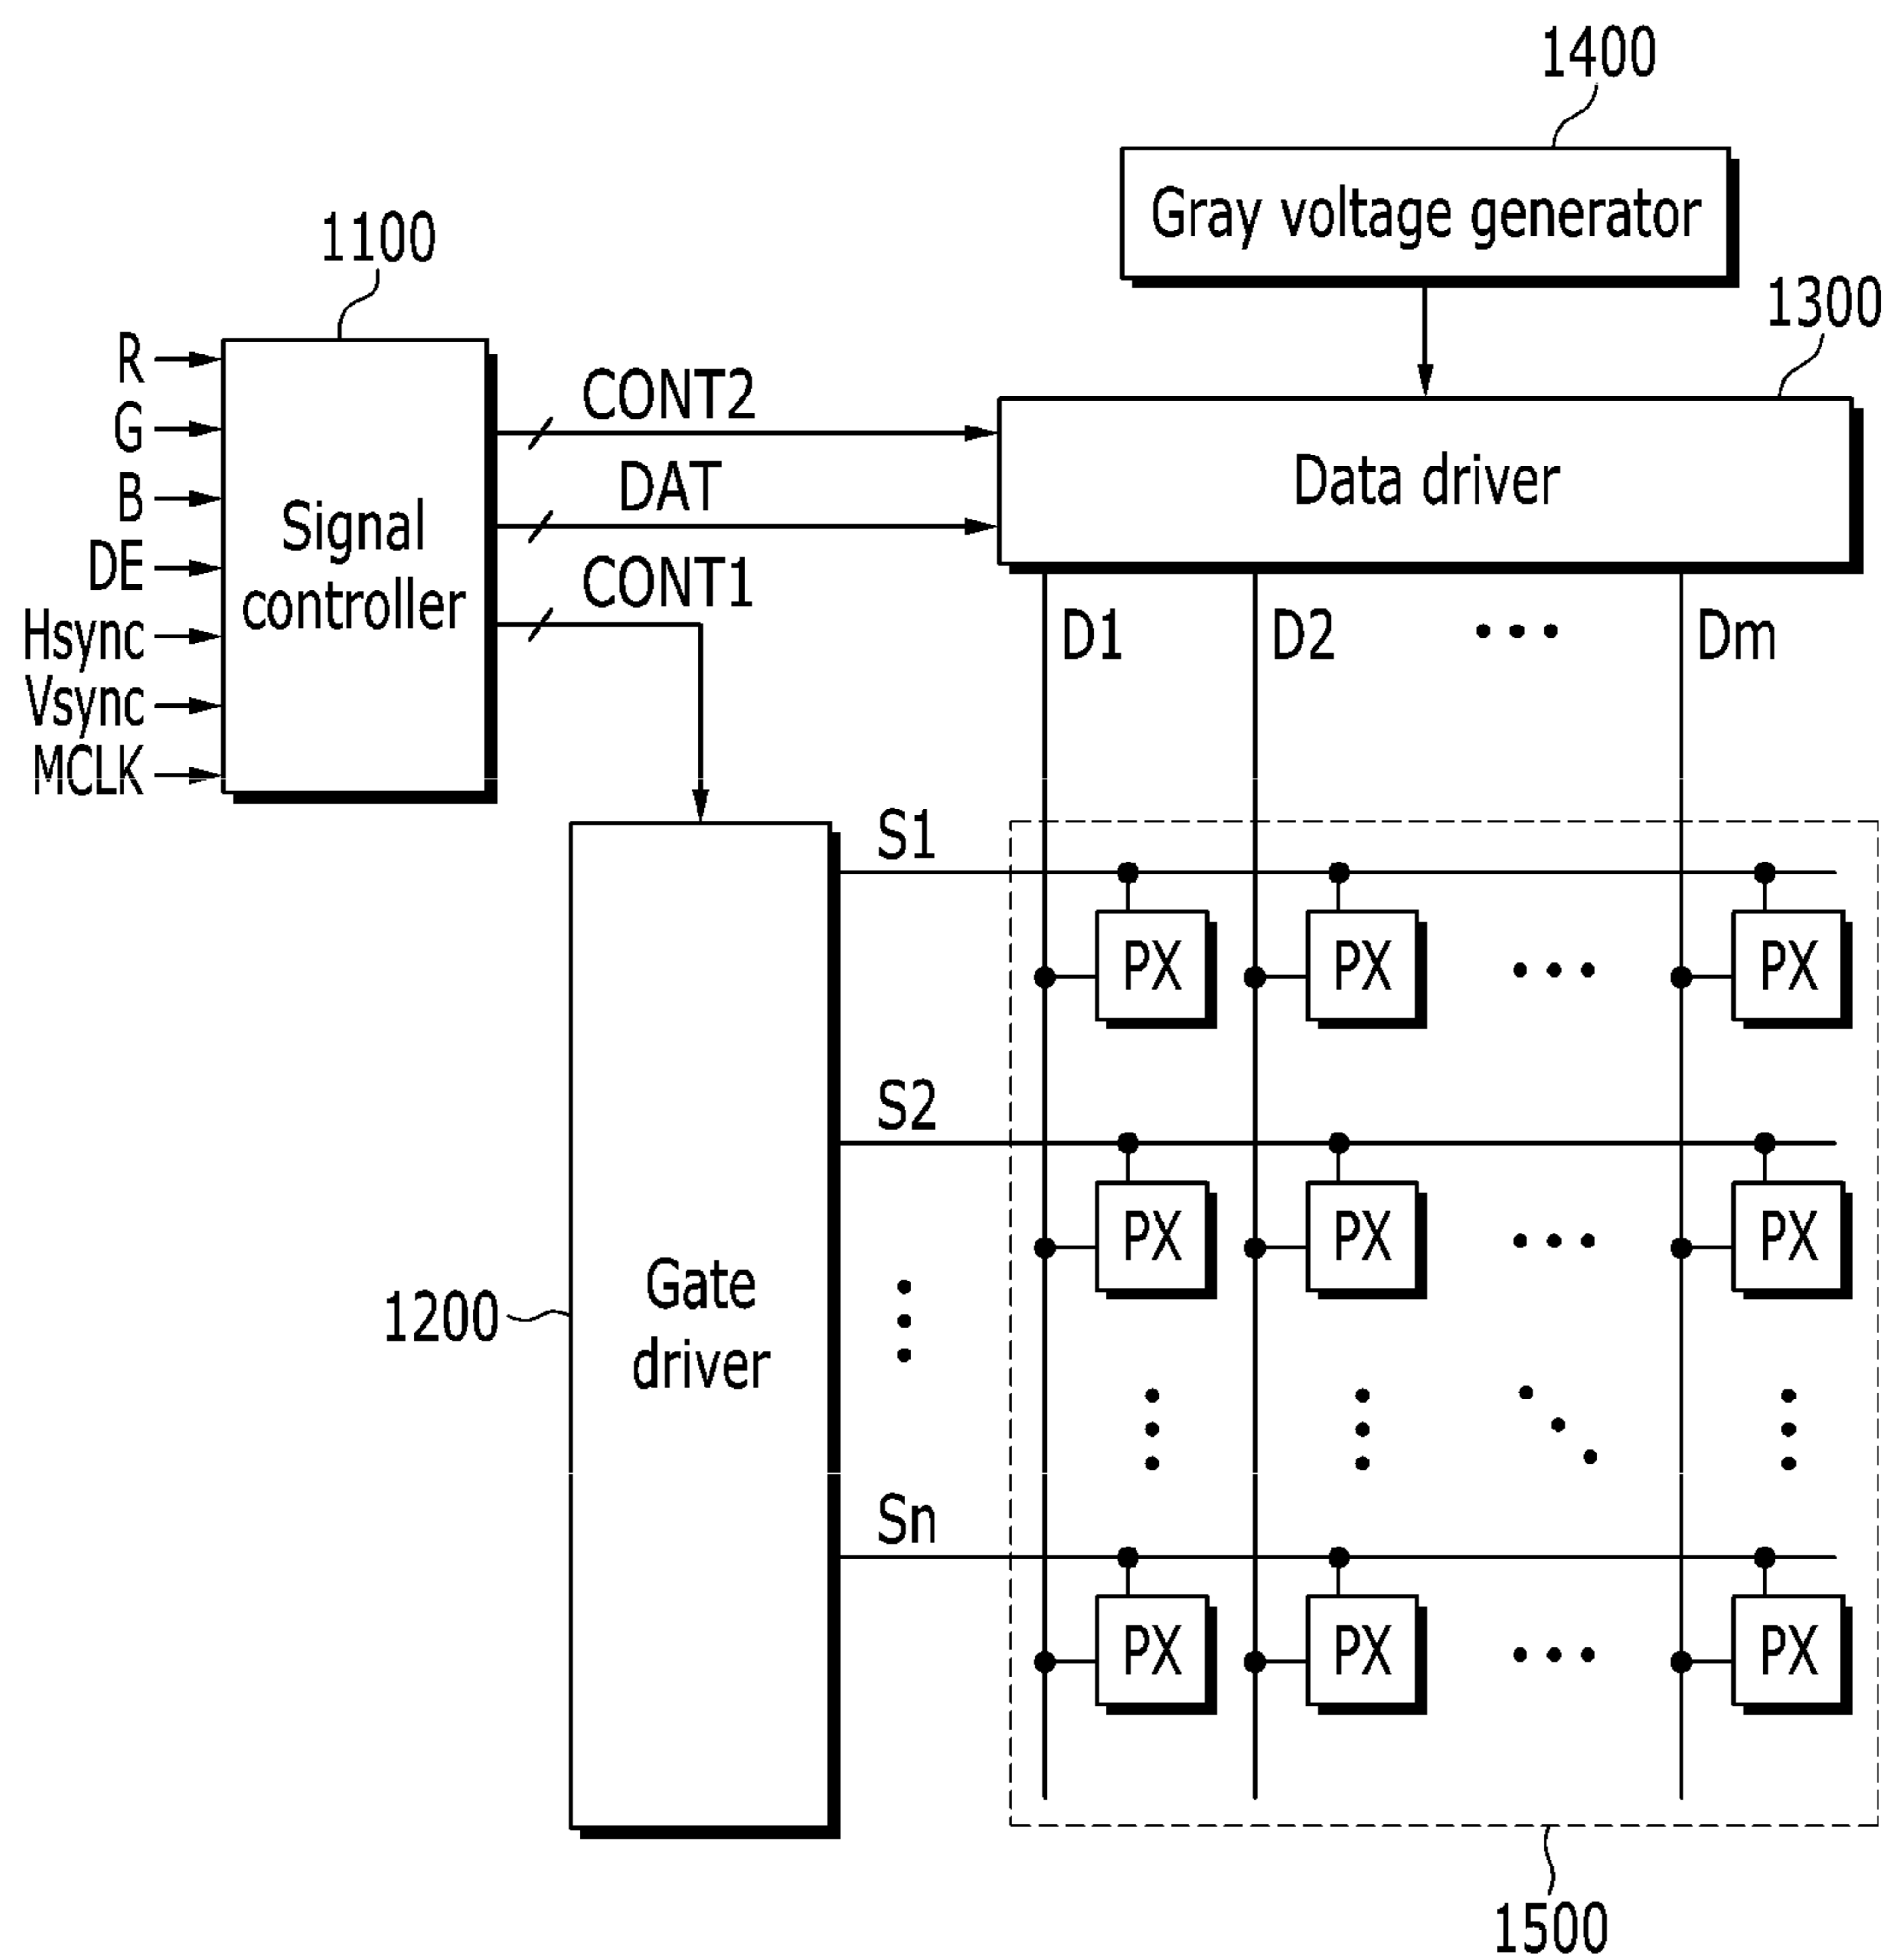 1400
Gray voltage generator
1100
1300
R
G
B
DE
Hsync
Vsync
MCLK
Signal
controller
CONT2
DAT
CONT1
Data driver
D1 D2 Dm
S1
PX PX PX
S2
PX PX PX
1200
Gate
driver
Sn
PX PX PX
1500